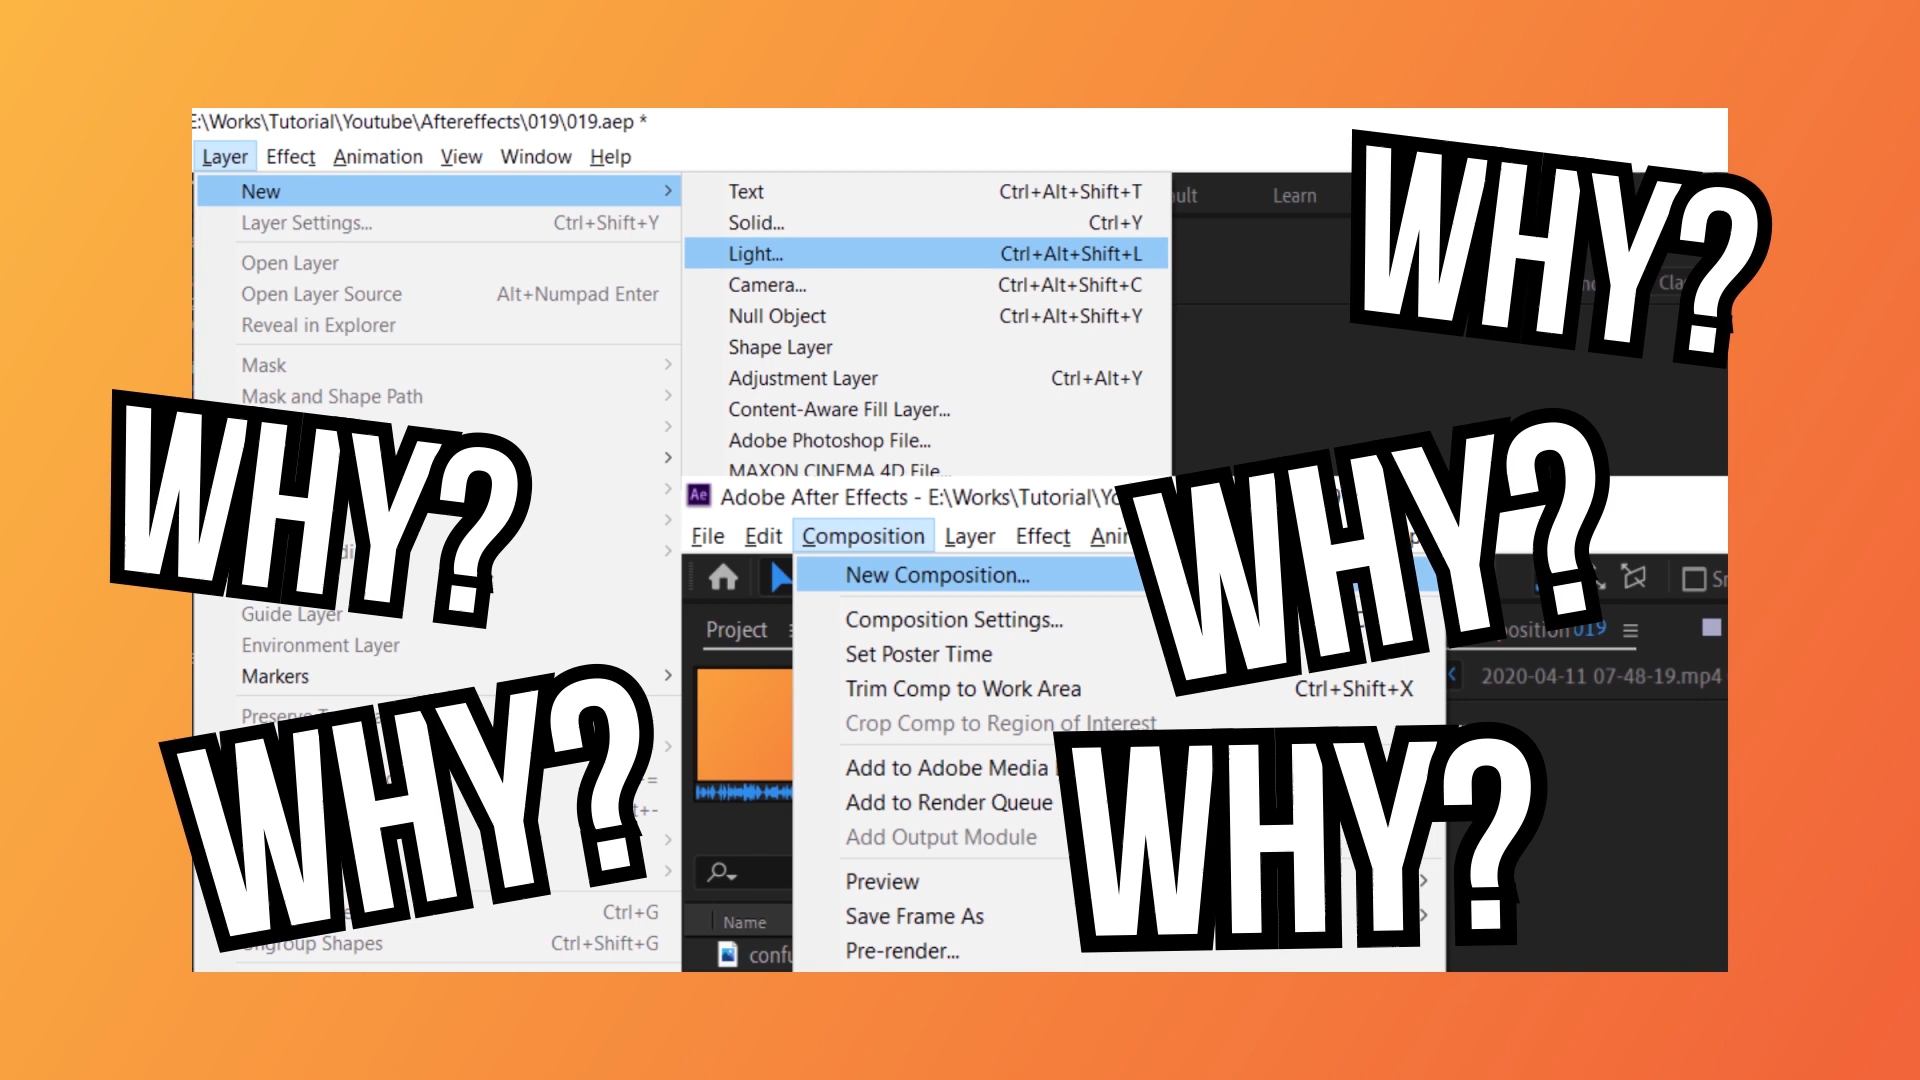 E:\Works\Tutorial\Youtube\Aftereffects\019\019.aep *
Layer Effect Animation View Window Help
New
Layer Settings... Ctrl+Shift+Y
Open Layer
Open Layer Source Alt+Numpad Enter
Reveal in Explorer
Mask
Mask and Shape Path
Guide Layer
Environment Layer
Markers
Preserve
Ctrl+G
Ungroup Shapes Ctrl+Shift+G
Text Ctrl+Alt+Shift+T
Solid... Ctrl+Y
Light... Ctrl+Alt+Shift+L
Camera... Ctrl+Alt+Shift+C
Null Object Ctrl+Alt+Shift+Y
Shape Layer
Adjustment Layer Ctrl+Alt+Y
Content-Aware Fill Layer...
Adobe Photoshop File...
MAXON CINEMA 4D File...
Learn
WHY?
WHY?
WHY?
WHY?
WHY?
Ae Adobe After Effects - E:\Works\Tutorial\Yo
File Edit Composition Layer Effect
New Composition...
Composition Settings...
Set Poster Time
Trim Comp to Work Area Ctrl+Shift+X
Crop Comp to Region of Interest
Add to Adobe Media
Add to Render Queue
Add Output Module
Preview
Save Frame As
Pre-render...
Project
Name
019
2020-04-11 07-48-19.mp4